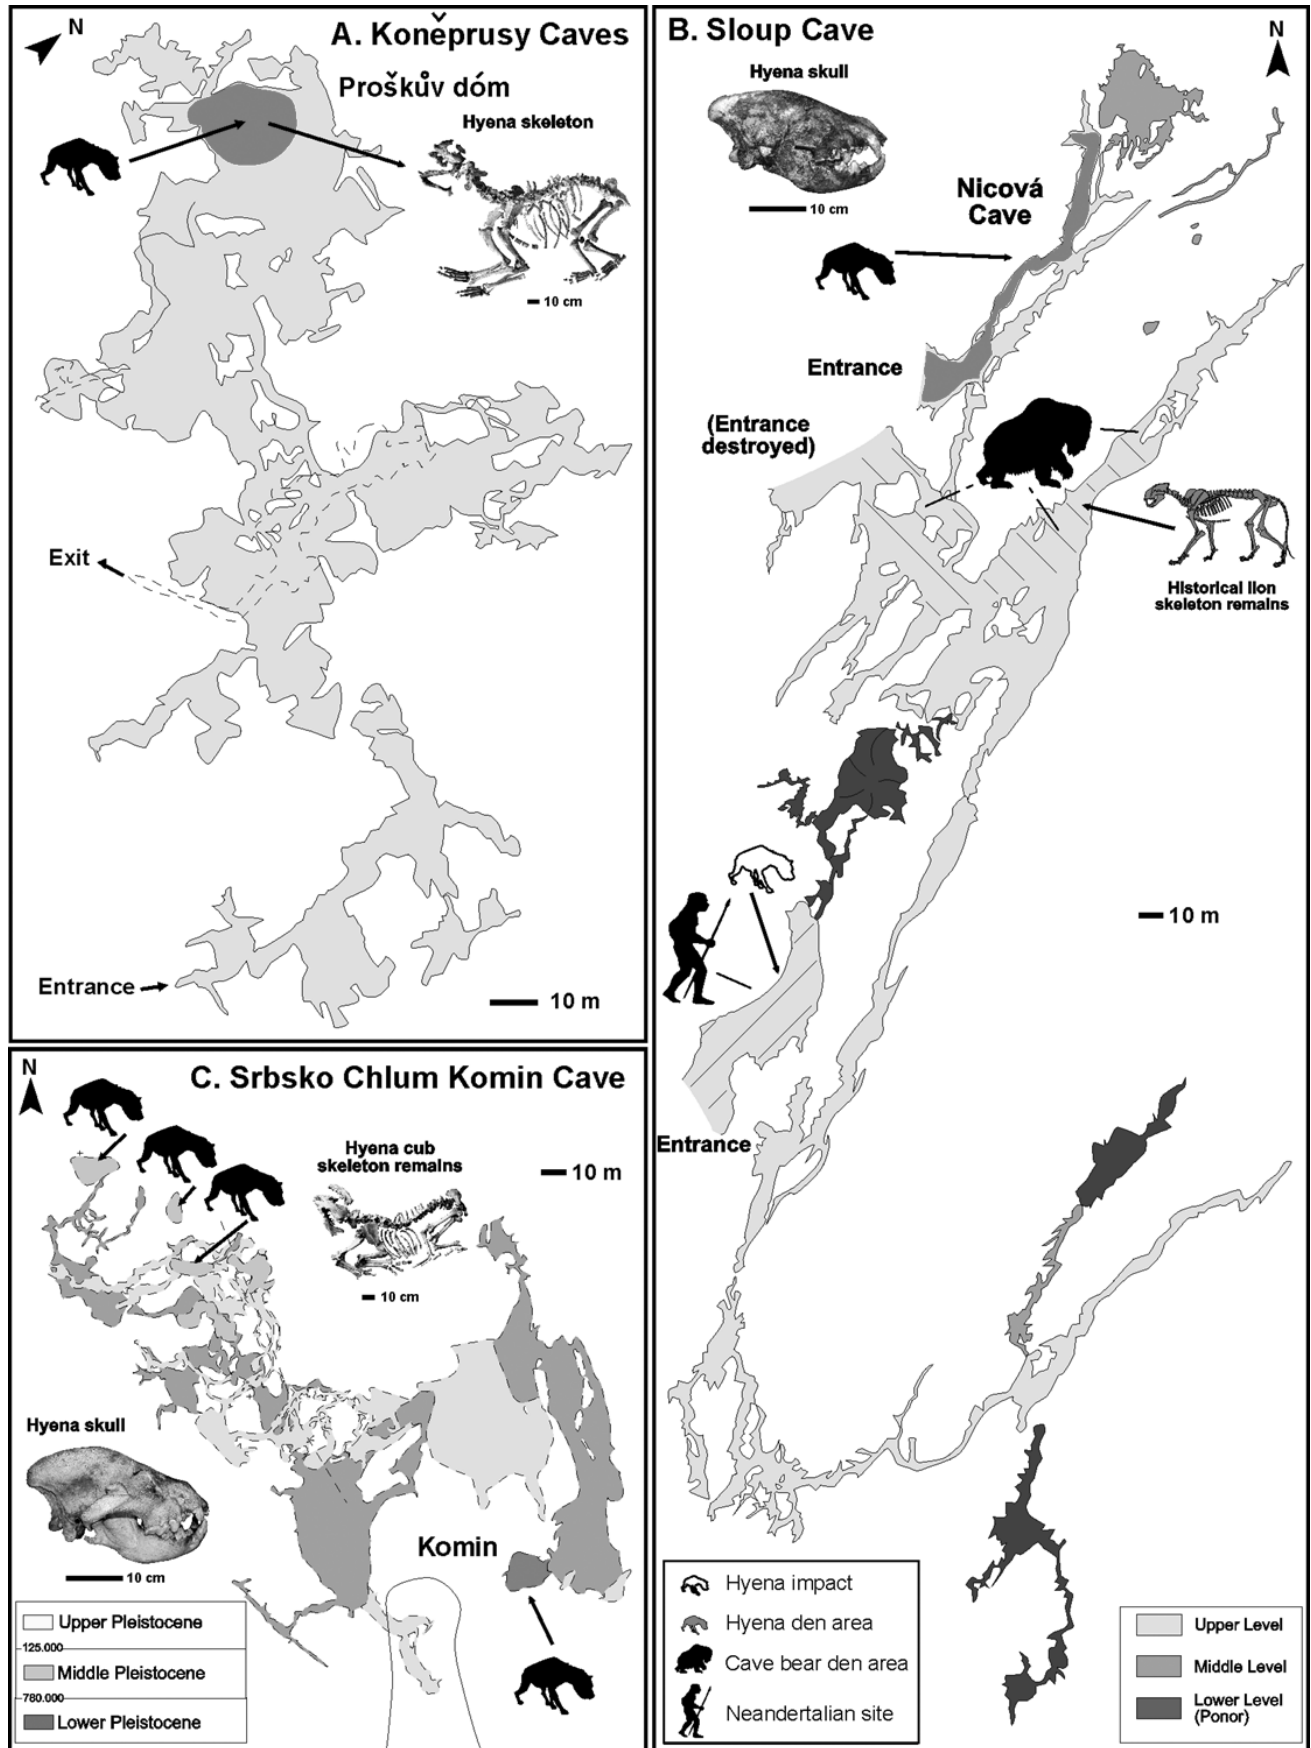 N
A. Koněprusy Caves
Proškův dóm
Hyena skeleton
10 cm
Exit
Entrance
10 m
B. Sloup Cave
N
Hyena skull
10 cm
Nicová
Cave
Entrance
(Entrance
destroyed)
Historical lion
skeleton remains
10 m
Entrance
Hyena impact
Hyena den area
Cave bear den area
Neandertalian site
Upper Level
Middle Level
Lower Level
(Ponor)
N
C. Srbsko Chlum Komin Cave
Hyena cub
skeleton remains
10 m
10 cm
Hyena skull
10 cm
Komin
Upper Pleistocene
125.000
Middle Pleistocene
780.000
Lower Pleistocene